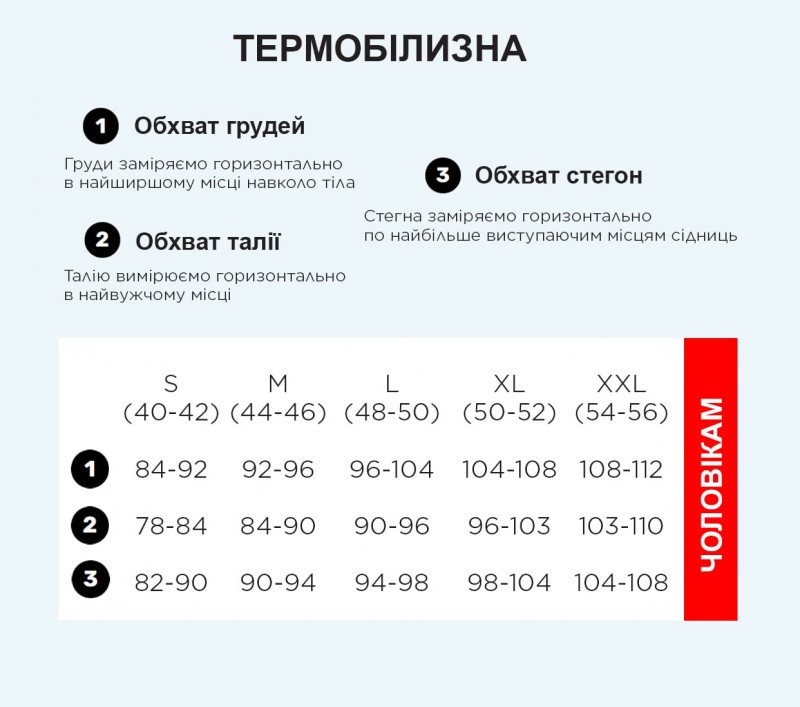 ТЕРМОБІЛИЗНА
1 Обхват грудей
Груди заміряємо горизонтально
в найширшому місці навколо тіла
2 Обхват талії
Талію вимірюємо горизонтально
в найвужчому місці
3 Обхват стегон
Стегна заміряємо горизонтально
по найбільше виступаючим місцям сідниць
S M L XL XXL
(40-42) (44-46) (48-50) (50-52) (54-56)
1 84-92 92-96 96-104 104-108 108-112
2 78-84 84-90 90-96 96-103 103-110
3 82-90 90-94 94-98 98-104 104-108
ЧОЛОВІКАМ